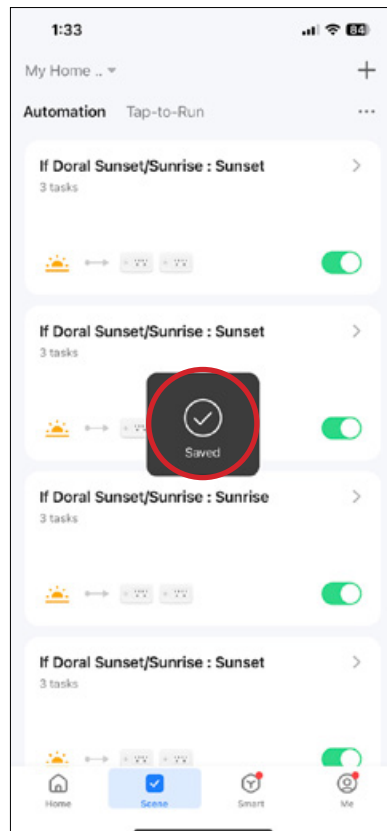 1:33
84
My Home .. 
Automation Tap-to-Run
If Doral Sunset/Sunrise : Sunset
3 tasks
If Doral Sunset/Sunrise : Sunset
3 tasks
Saved
If Doral Sunset/Sunrise : Sunrise
3 tasks
If Doral Sunset/Sunrise : Sunset
3 tasks
Home Scene Smart Me